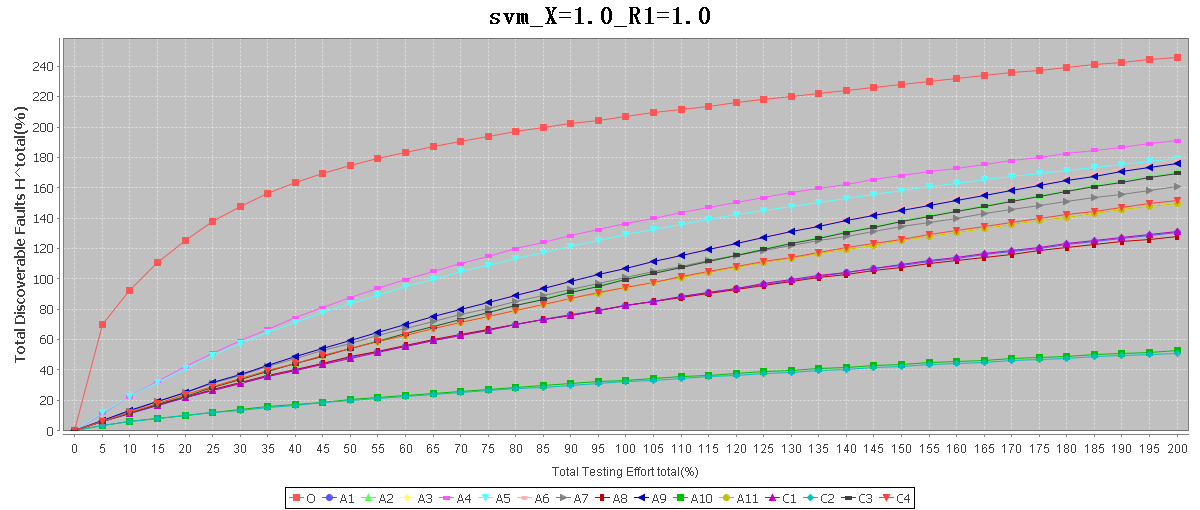 svm_X=1.0_R1=1.0
Total Discoverable Faults H^total(%)
240
220
200
180
160
140
120
100
80
60
40
20
0
0 5 10 15 20 25 30 35 40 45 50 55 60 65 70 75 80 85 90 95 100 105 110 115 120 125 130 135 140 145 150 155 160 165 170 175 180 185 190 195 200
Total Testing Effort total(%)
O A1 A2 A3 A4 A5 A6 A7 A8 A9 A10 A11 C1 C2 C3 C4